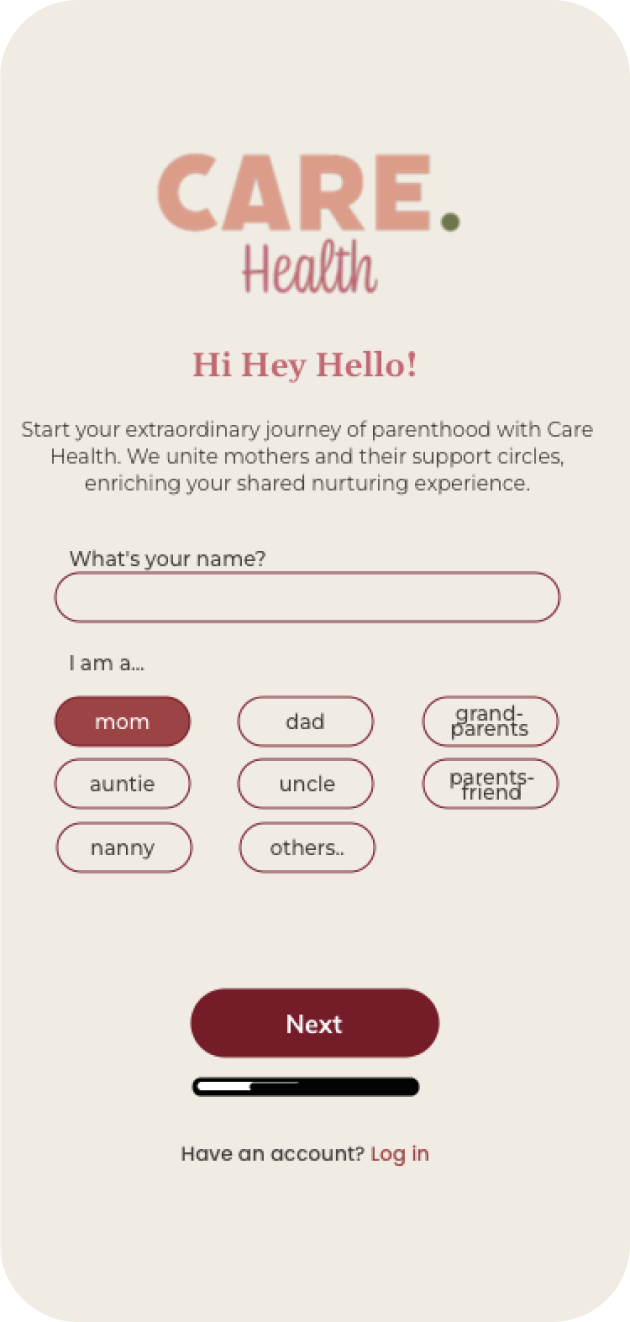 CARE.
Health
Hi Hey Hello!
Start your extraordinary journey of parenthood with Care
Health. We unite mothers and their support circles,
enriching your shared nurturing experience.
What's your name?
I am a...
mom
dad
grand-
parents
auntie
uncle
parents-
friend
nanny
others..
Next
Have an account? Log in